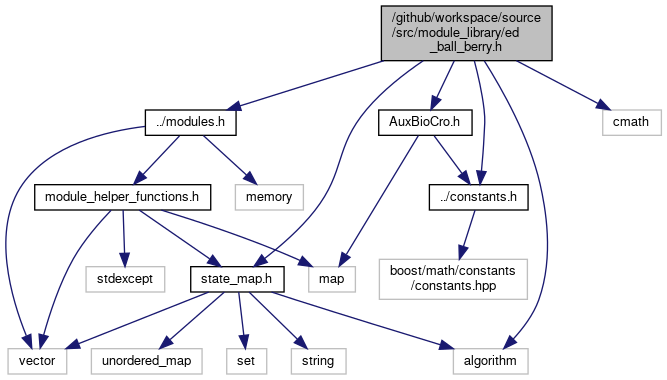 /github/workspace/source
/src/module_library/ed
_ball_berry.h
../modules.h
AuxBioCro.h
cmath
module_helper_functions.h
memory
../constants.h
stdexcept
state_map.h
map
boost/math/constants
/constants.hpp
vector
unordered_map
set
string
algorithm